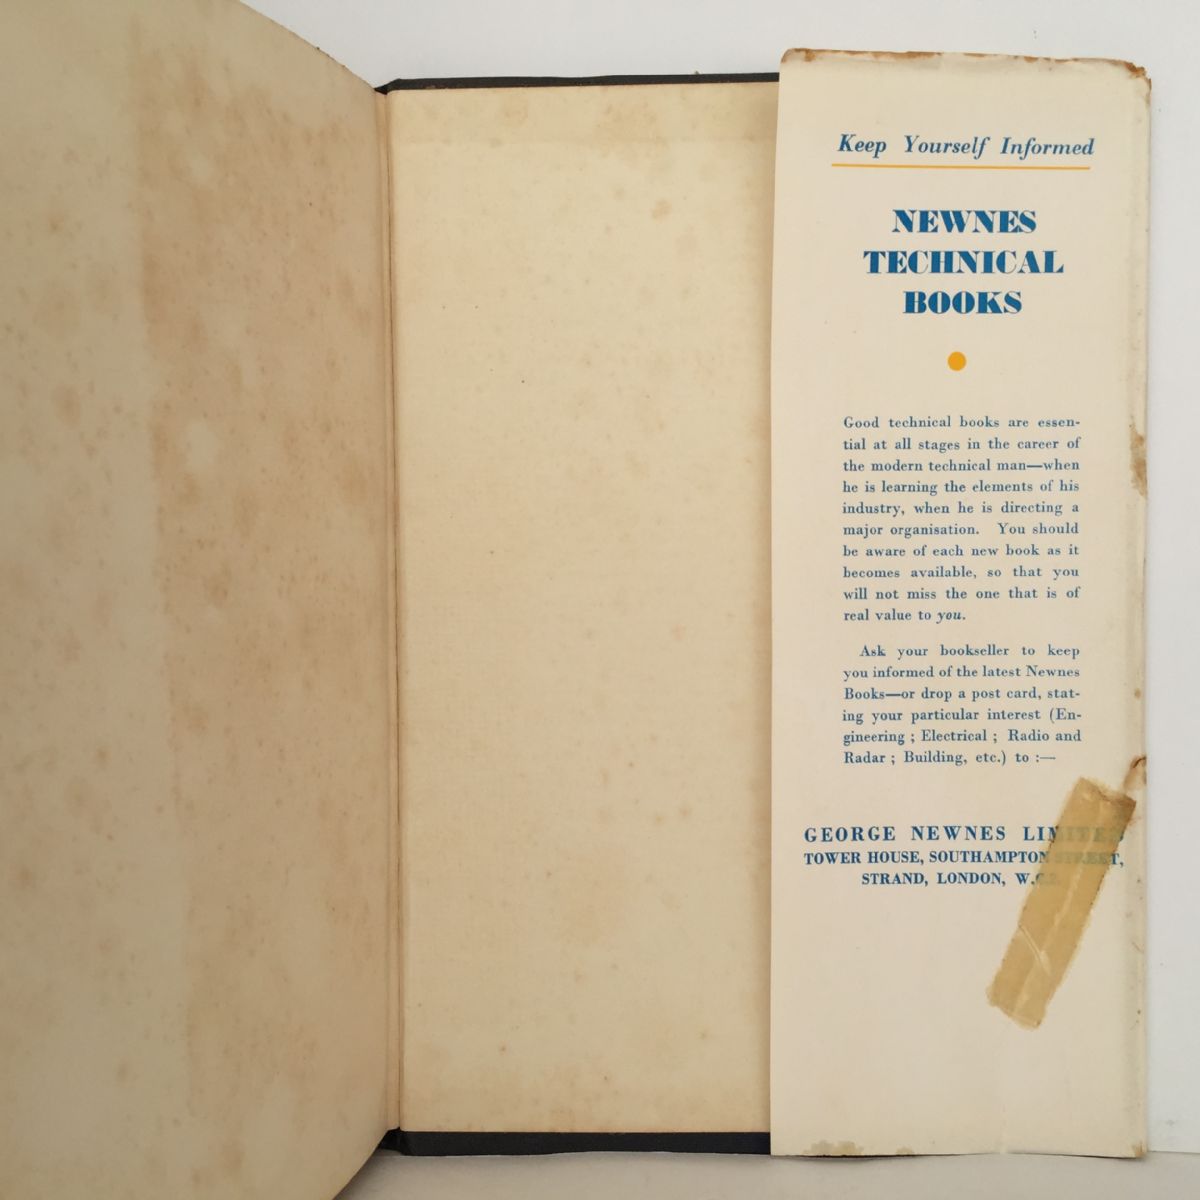 Keep Yourself Informed
NEWNES
TECHNICAL
BOOKS
Good technical books are essen-
tial at all stages in the career of
the modern technical man—when
he is learning the elements of his
industry, when he is directing a
major organisation. You should
be aware of each new book as it
becomes available, so that you
will not miss the one that is of
real value to you.
Ask your bookseller to keep
you informed of the latest Newnes
Books—or drop a post card, stat-
ing your particular interest (En-
gineering ; Electrical ; Radio and
Radar ; Building, etc.) to :—
GEORGE NEWNES LIMITED
TOWER HOUSE, SOUTHAMPTON STREET,
STRAND, LONDON, W.C.2.